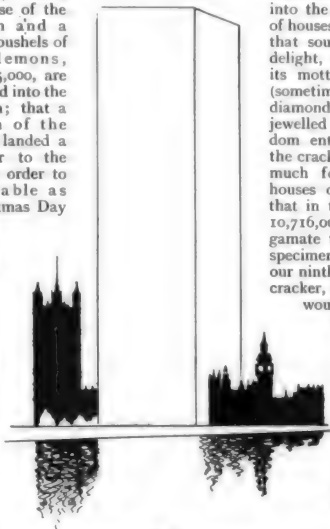 se of the
and a
bushels of
lemons,
5,000, are
d into the
; that a
of the
landed a
r to the
order to
able as
mas Day
into the
of houses
that sou
delight,
its mott
(sometim
diamond
jewelled
dom ent
the crack
much fo
houses o
that in t
10,716,00
gamate
specimen
our ninth
cracker,
wou